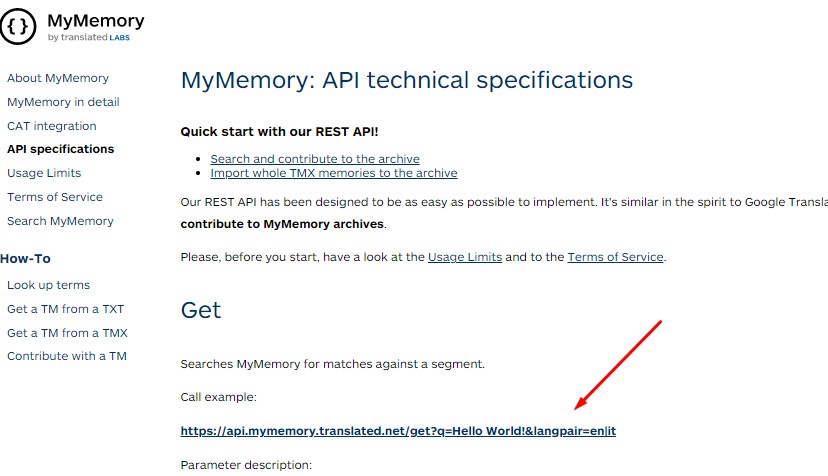 { }
MyMemory
by translated LABS
About MyMemory
MyMemory in detail
CAT integration
API specifications
Usage Limits
Terms of Service
Search MyMemory
How-To
Look up terms
Get a TM from a TXT
Get a TM from a TMX
Contribute with a TM
MyMemory: API technical specifications
Quick start with our REST API!
• Search and contribute to the archive
• Import whole TMX memories to the archive
Our REST API has been designed to be as easy as possible to implement. It's similar in the spirit to Google Transla
contribute to MyMemory archives.
Please, before you start, have a look at the Usage Limits and to the Terms of Service.
Get
Searches MyMemory for matches against a segment.
Call example:
https://api.mymemory.translated.net/get?q=Hello World!&langpair=en|it
Parameter description: